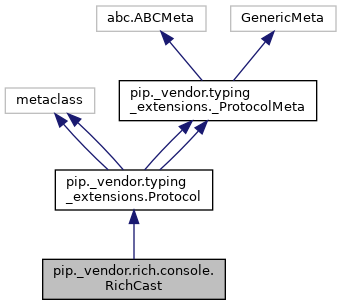 abc.ABCMeta
GenericMeta
metaclass
pip._vendor.typing
_extensions._ProtocolMeta
pip._vendor.typing
_extensions.Protocol
pip._vendor.rich.console.
RichCast